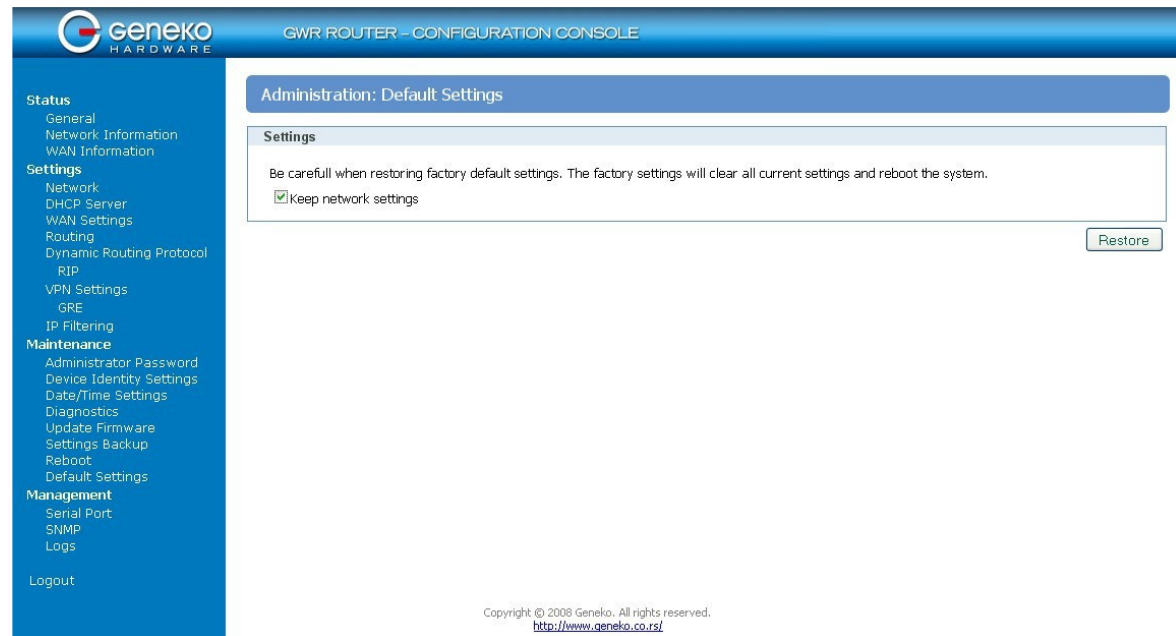 GENEKO
HARDWARE
GWR ROUTER - CONFIGURATION CONSOLE
Status
General
Network Information
WAN Information
Settings
Network
DHCP Server
WAN Settings
Routing
Dynamic Routing Protocol
RIP
VPN Settings
GRE
IP Filtering
Maintenance
Administrator Password
Device Identity Settings
Date/Time Settings
Diagnostics
Update Firmware
Settings Backup
Reboot
Default Settings
Management
Serial Port
SNMP
Logs
Logout
Administration: Default Settings
Settings
Be carefull when restoring factory default settings. The factory settings will clear all current settings and reboot the system.
Keep network settings
Restore
Copyright © 2008 Geneko. All rights reserved.
http://www.geneko.co.rs/